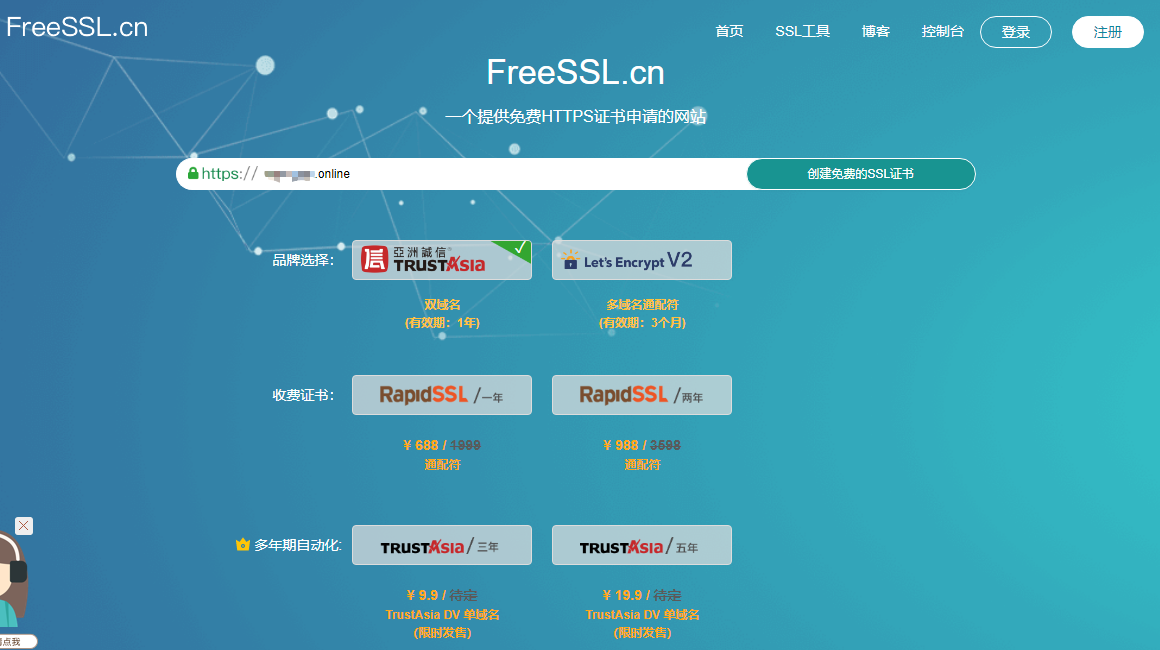 FreeSSL.cn
首页 SSL工具 博客 控制台 登录 注册
FreeSSL.cn
一个提供免费HTTPS证书申请的网站
https:// .online 创建免费的SSL证书
品牌选择： 亞洲誠信® TRUSTAsia Let's Encrypt V2
双域名 多域名通配符
(有效期：1年) (有效期：3个月)
收费证书： RapidSSL /一年 RapidSSL /两年
¥ 688 / 1999 ¥ 988 / 3598
通配符 通配符
多年期自动化: TRUSTAsia/三年 TRUSTAsia/五年
¥ 9.9 / 待定 ¥ 19.9 / 待定
TrustAsia DV 单域名 TrustAsia DV 单域名
(限时发售) (限时发售)
点我